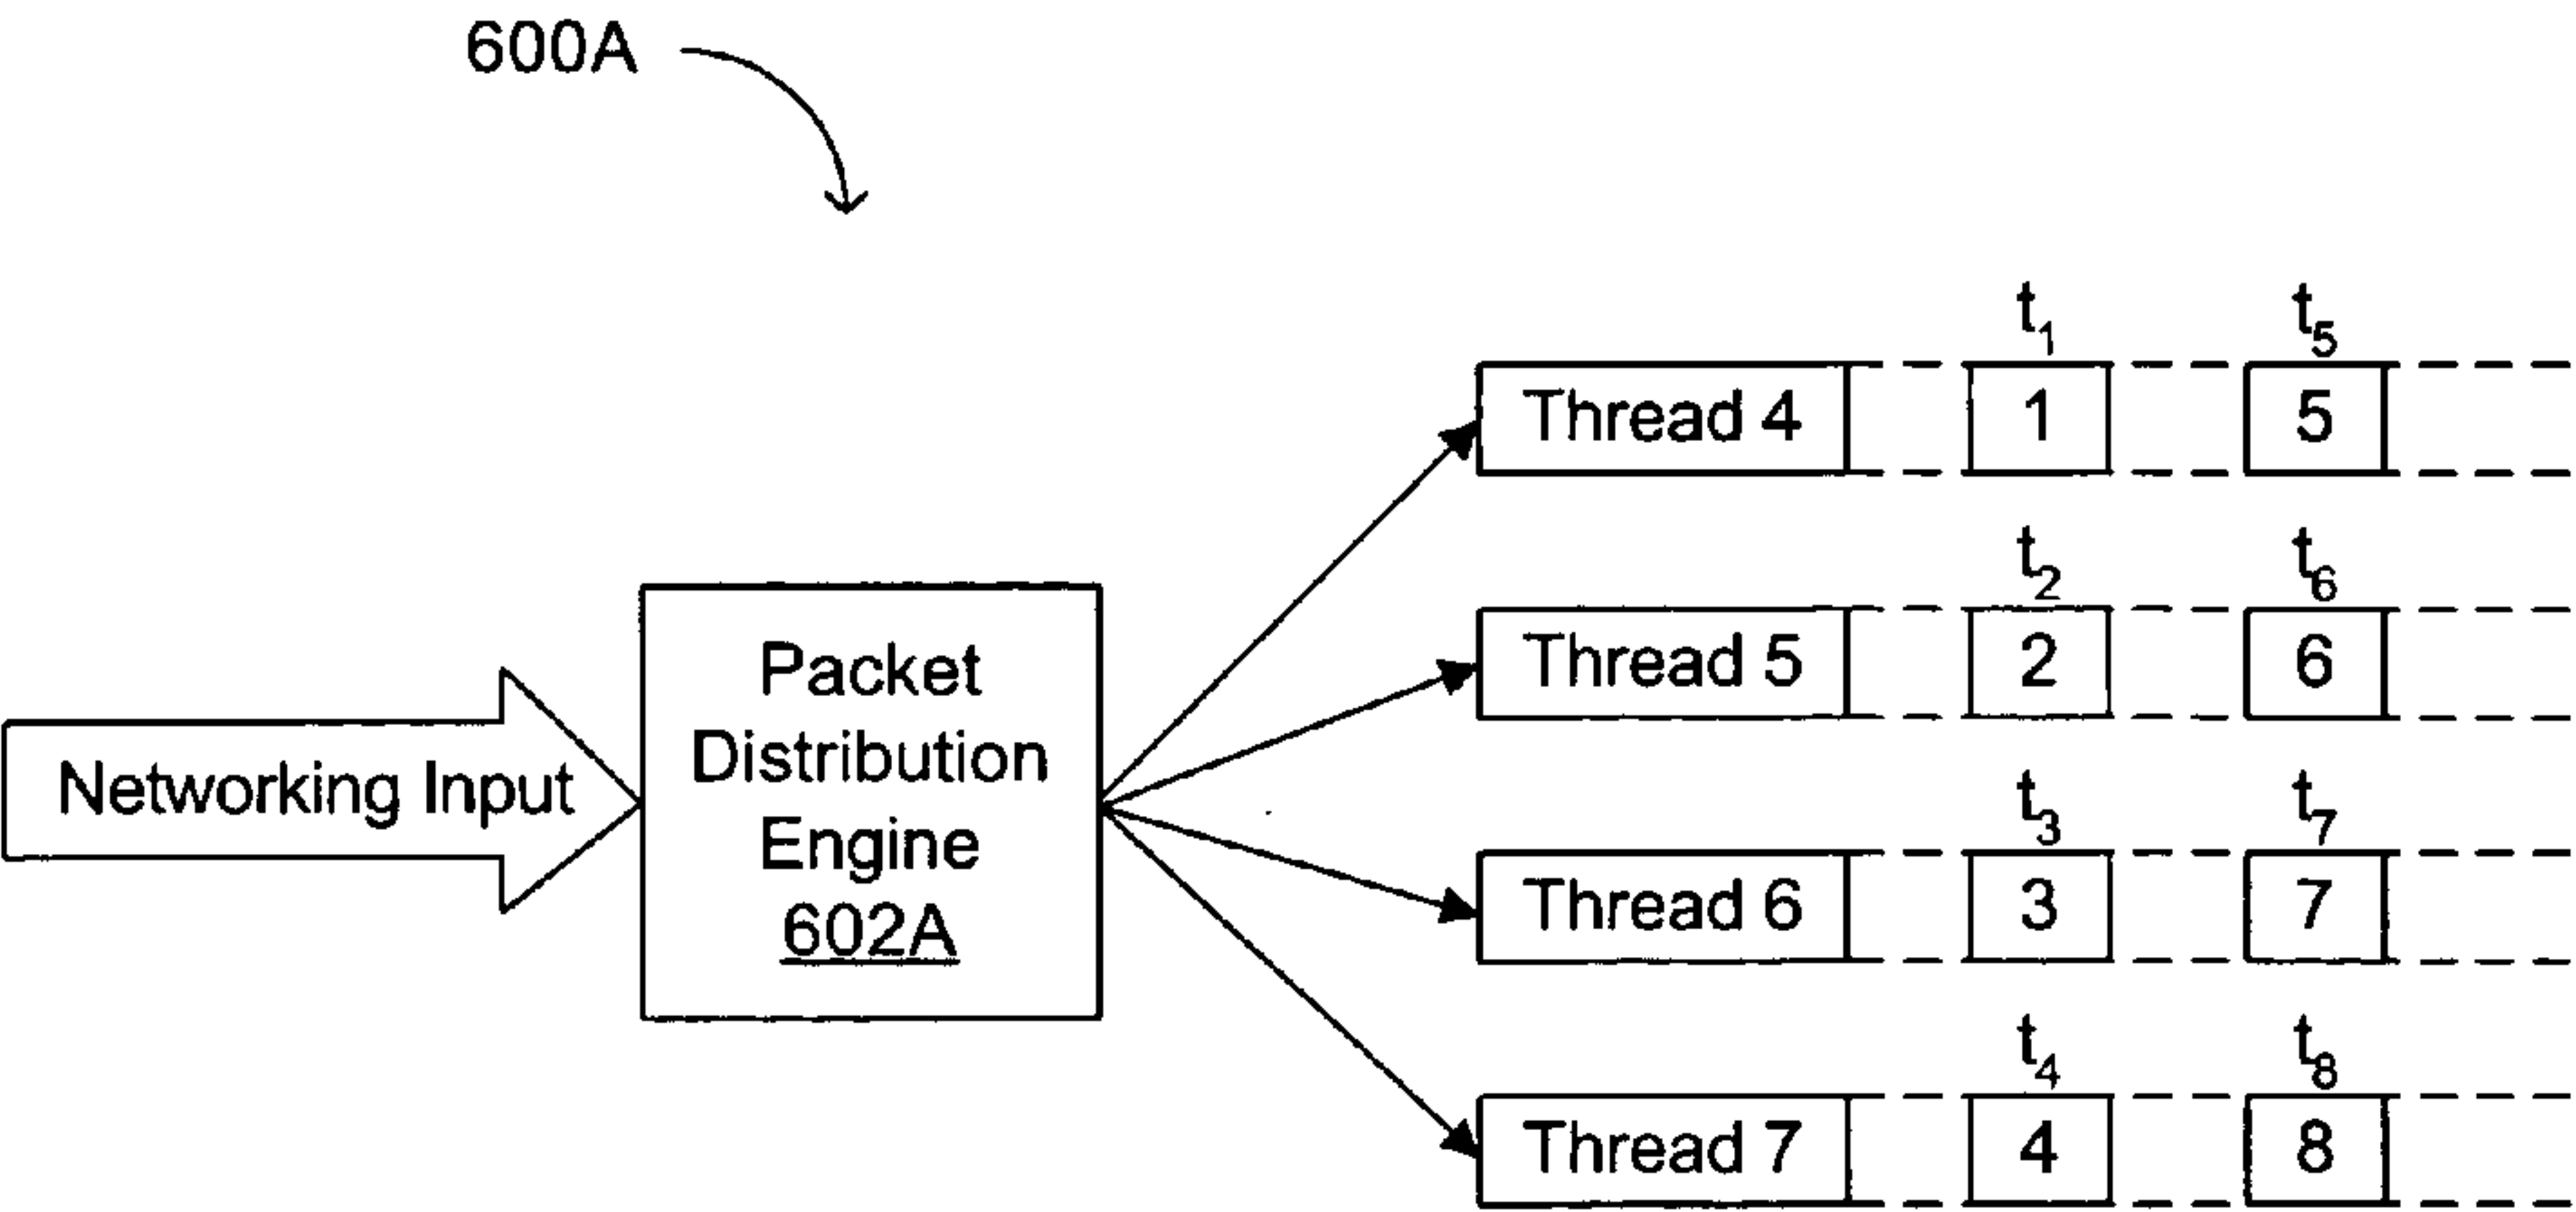 600A
t1 t5
Thread 4 1 5
t2 t6
Thread 5 2 6
Networking Input
Packet
Distribution
Engine
602A
t3 t7
Thread 6 3 7
t4 t8
Thread 7 4 8